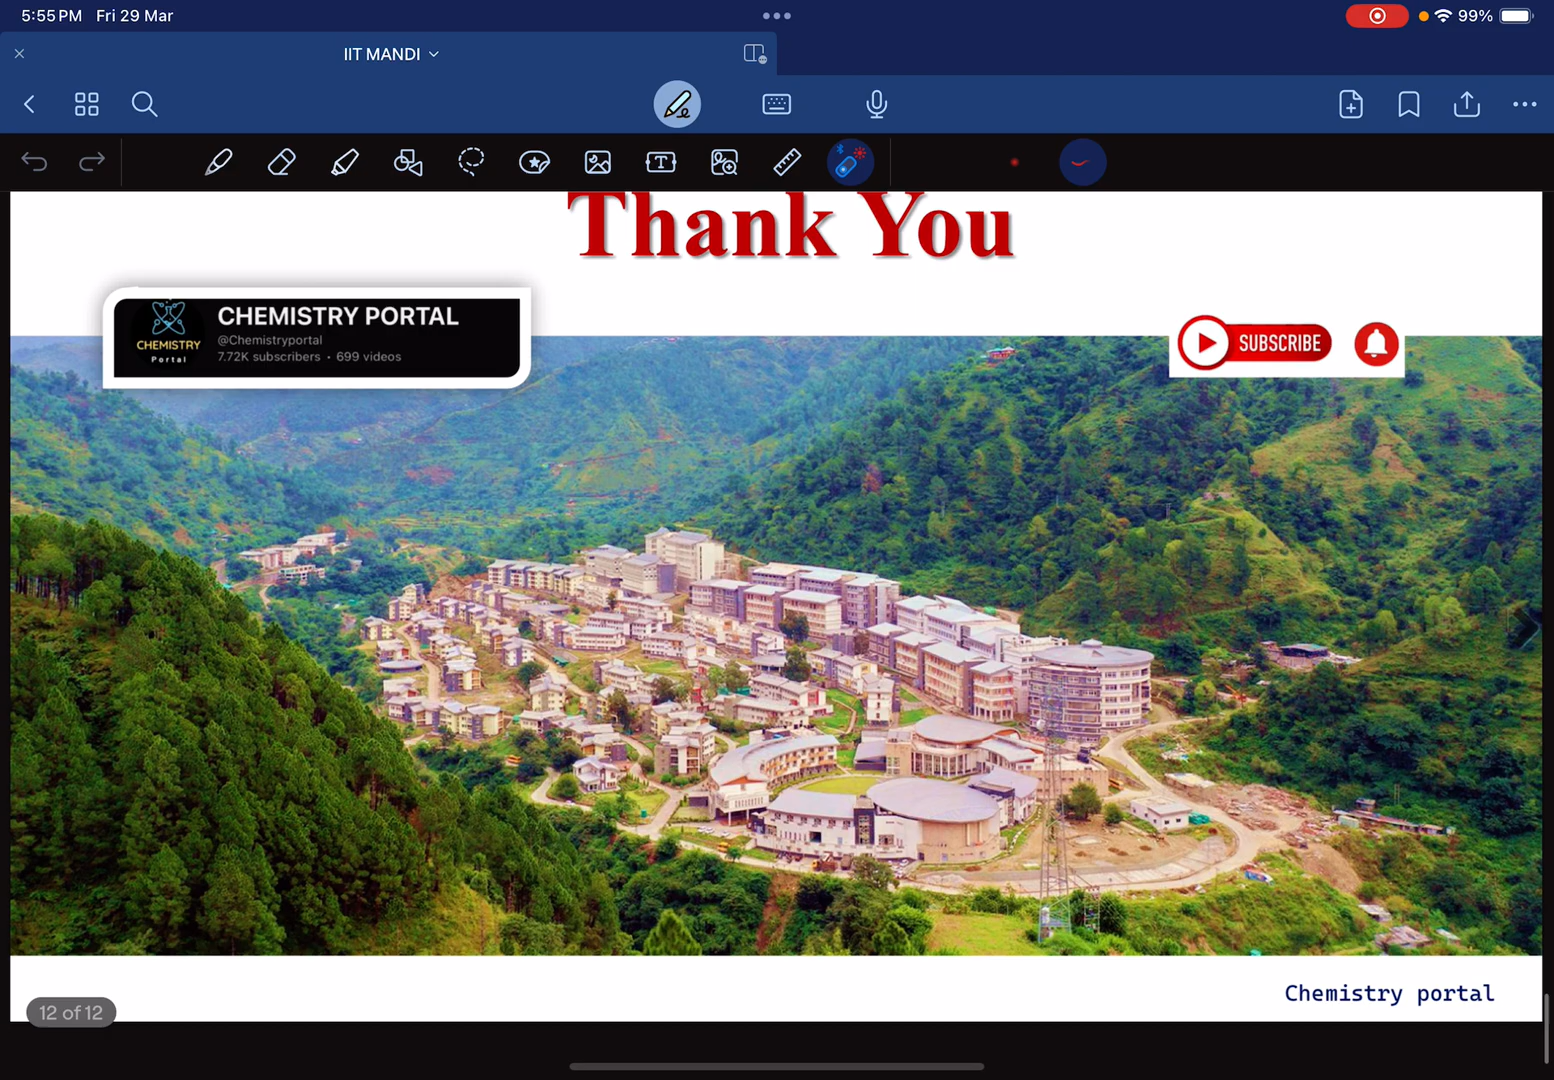 5:55 PM Fri 29 Mar
99%
IIT MANDI
Thank You
CHEMISTRY PORTAL
@Chemistryportal
7.72K subscribers • 699 videos
CHEMISTRY
Portal
SUBSCRIBE
Chemistry portal
12 of 12